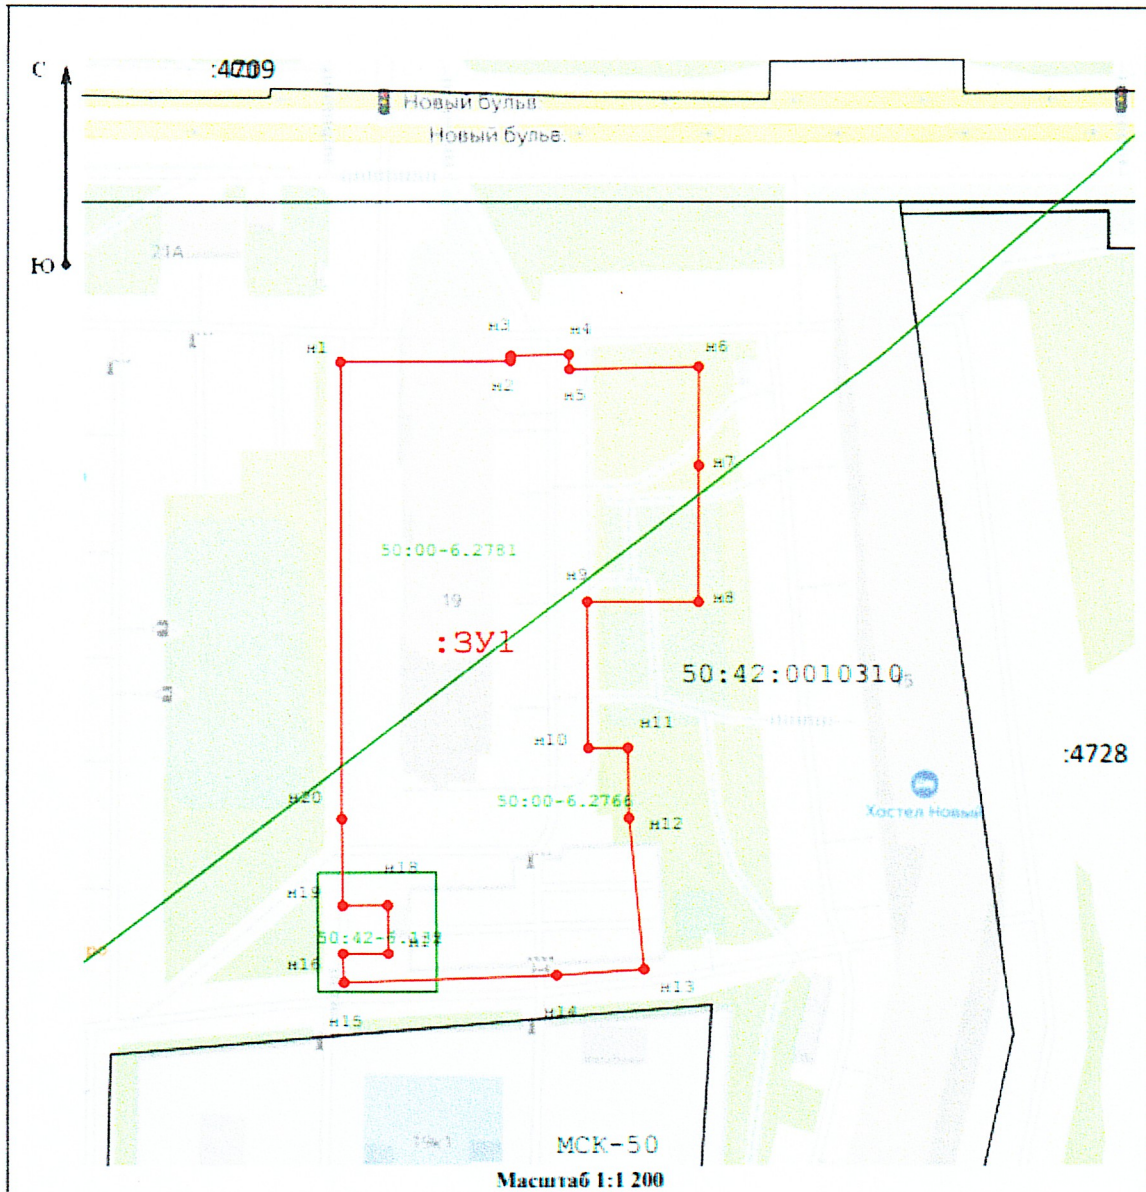 С
Ю
:4709
Новый бульв.
Новый бульв.
21А
н1
н3
н4
н2
н5
н6
н7
50:00-6.2781
н9
19
н8
:ЗУ1
50:42:0010310
н10
н11
:4728
н20
50:00-6.2766
н12
Хостел Новый
н18
н19
н16
н13
н14
н15
19к1
МСК-50
Масштаб 1:1 200